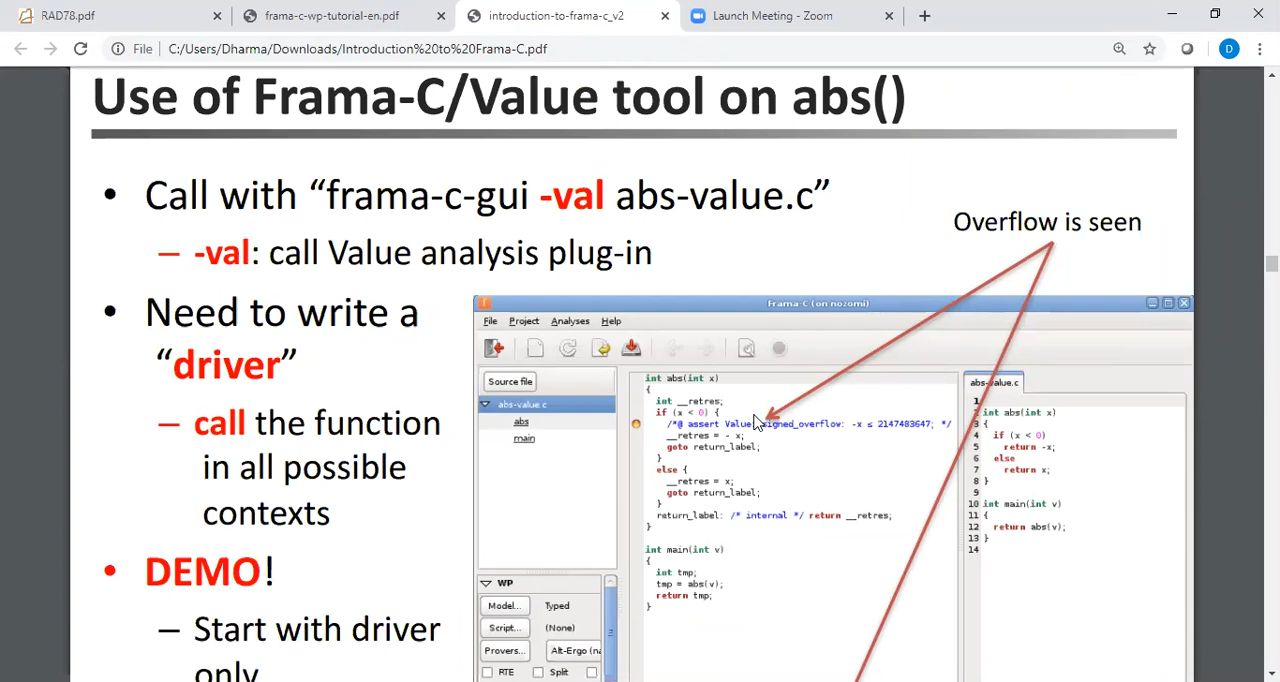 RAD78.pdf
frama-c-wp-tutorial-en.pdf
introduction-to-frama-c_v2
Launch Meeting - Zoom
File
C:/Users/Dharma/Downloads/Introduction%20to%20Frama-C.pdf
D
Use of Frama-C/Value tool on abs()
• Call with “frama-c-gui -val abs-value.c”
– -val: call Value analysis plug-in
• Need to write a
“driver”
– call the function
in all possible
contexts
• DEMO!
– Start with driver
only
Overflow is seen
Frama-C (on nozomi)
File Project Analyses Help
Source file
abs-value.c
abs
main
WP
Model... Typed
Script... (None)
Provers... Alt-Ergo (na
RTE Split
int abs(int x)
{
int __retres;
if (x < 0) {
/*@ assert Value: signed_overflow: -x ≤ 2147483647; */
__retres = - x;
goto return_label;
}
else {
__retres = x;
goto return_label;
}
return_label: /* internal */ return __retres;
}
int main(int v)
{
int tmp;
tmp = abs(v);
return tmp;
}
abs-value.c
1
2 int abs(int x)
3 {
4 if (x < 0)
5 return -x;
6 else
7 return x;
8 }
9
10 int main(int v)
11 {
12 return abs(v);
13 }
14